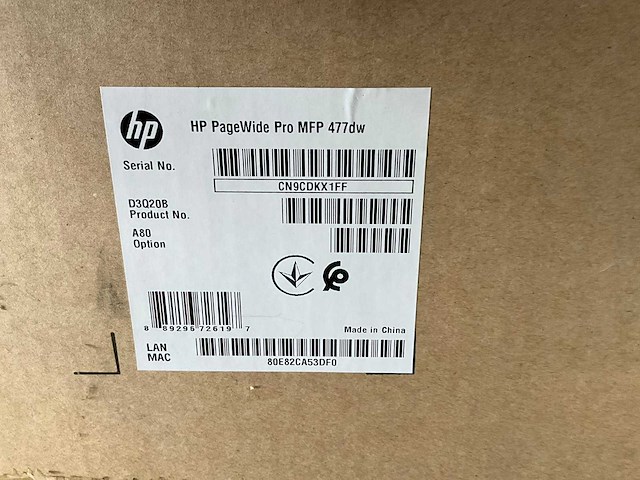 hp
HP PageWide Pro MFP 477dw
Serial No.
CN9CDKX1FF
D3Q20B
Product No.
A80
Option
8 89296 72619 7
Made in China
LAN
MAC
80E82CA53DF0